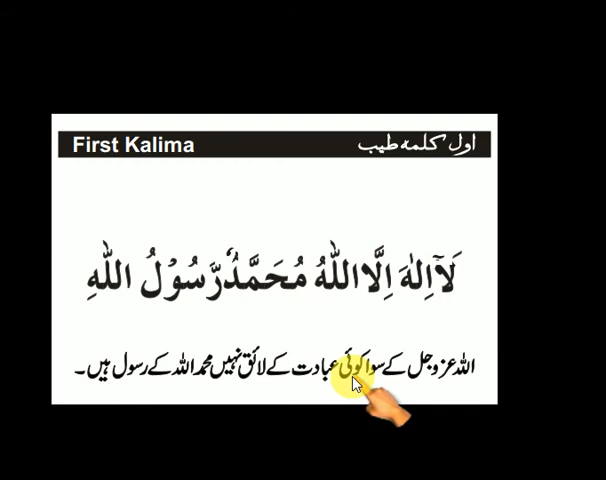 First Kalima اول کلمه طیب
لَآ اِلٰهَ اِلَّا اللّٰهُ مُحَمَّدٌ رَّسُوْلُ اللّٰهِ
اللہ عزوجل کے سوا کوئی عبادت کے لائق نہیں محمد اللہ کے رسول ہیں ۔